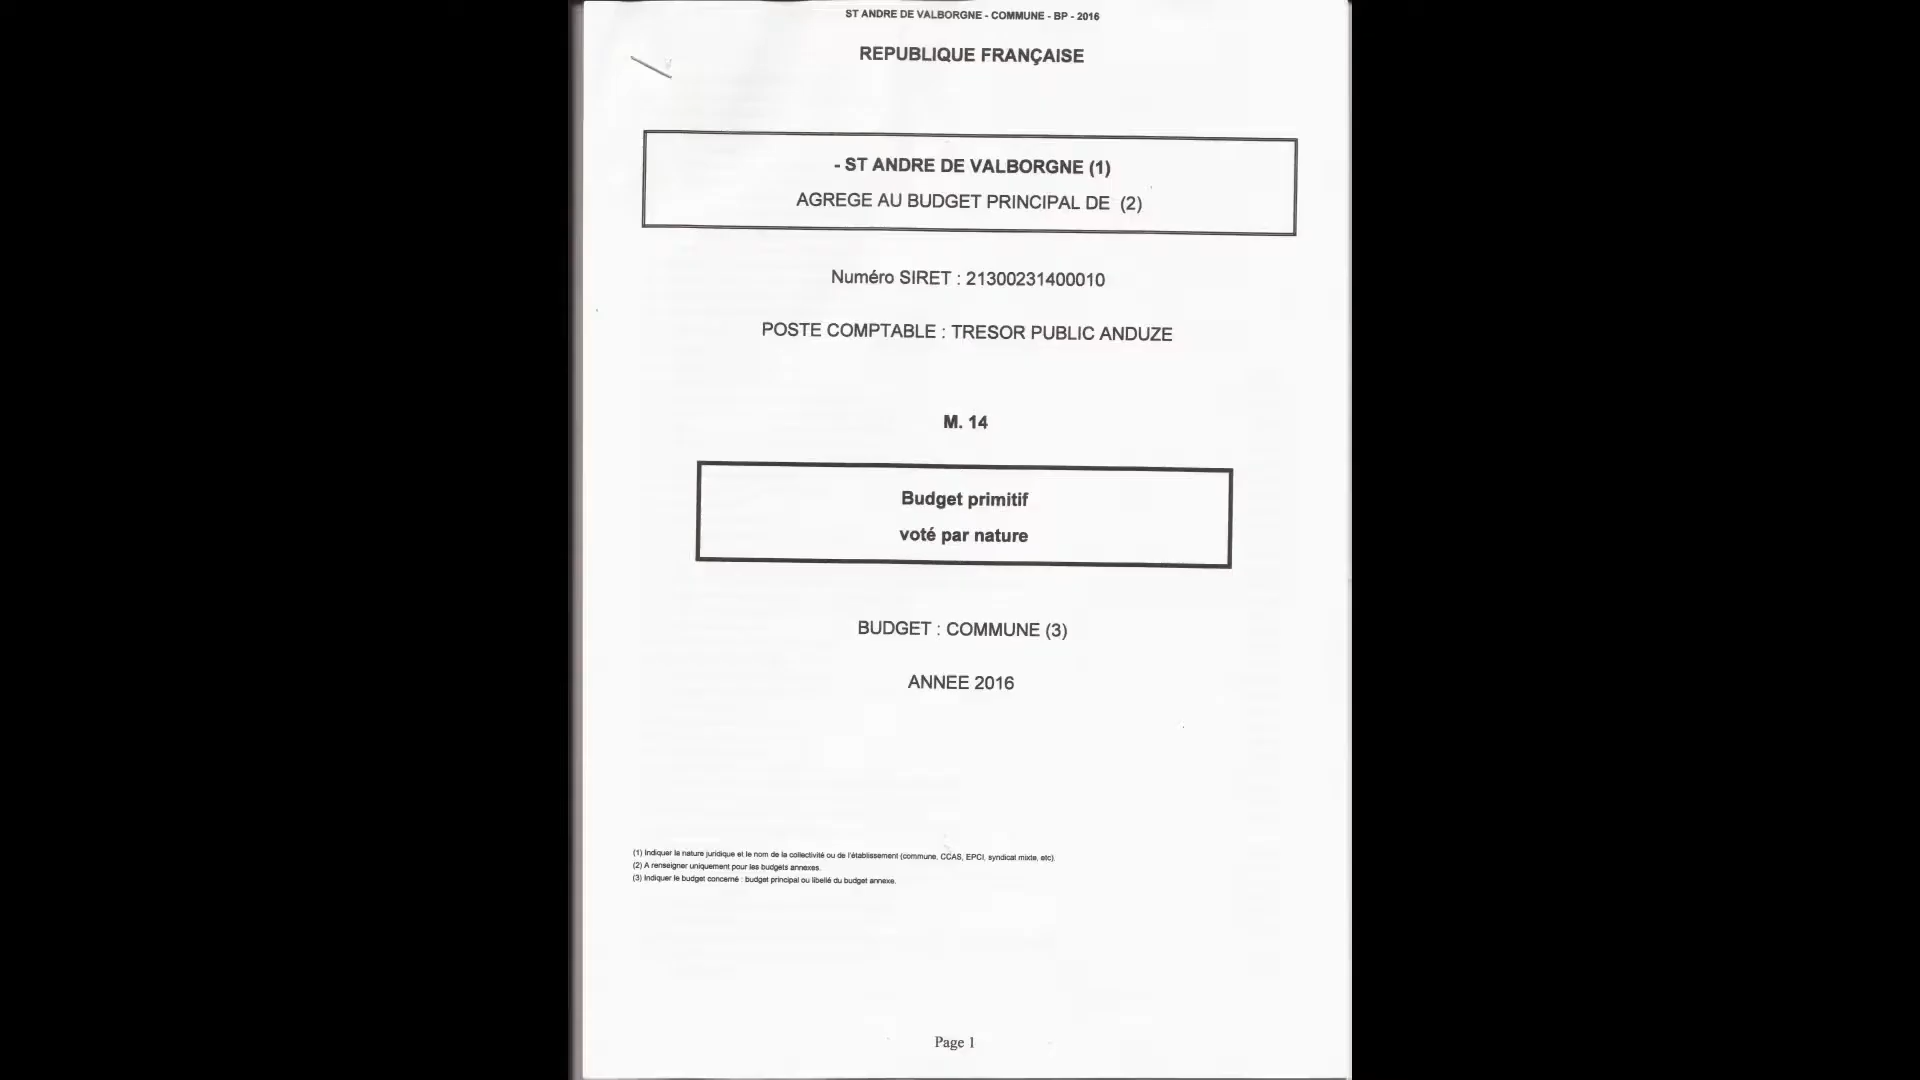 ST ANDRE DE VALBORGNE - COMMUNE - BP - 2016
REPUBLIQUE FRANÇAISE
- ST ANDRE DE VALBORGNE (1)
AGREGE AU BUDGET PRINCIPAL DE (2)
Numéro SIRET : 21300231400010
POSTE COMPTABLE : TRESOR PUBLIC ANDUZE
M. 14
Budget primitif
voté par nature
BUDGET : COMMUNE (3)
ANNEE 2016
(1) Indiquer la nature juridique et le nom de la collectivité ou de l'établissement (commune, CCAS, EPCI, syndicat mixte, etc).
(2) A renseigner uniquement pour les budgets annexes.
(3) Indiquer le budget concerné : budget principal ou libellé du budget annexe.
Page 1